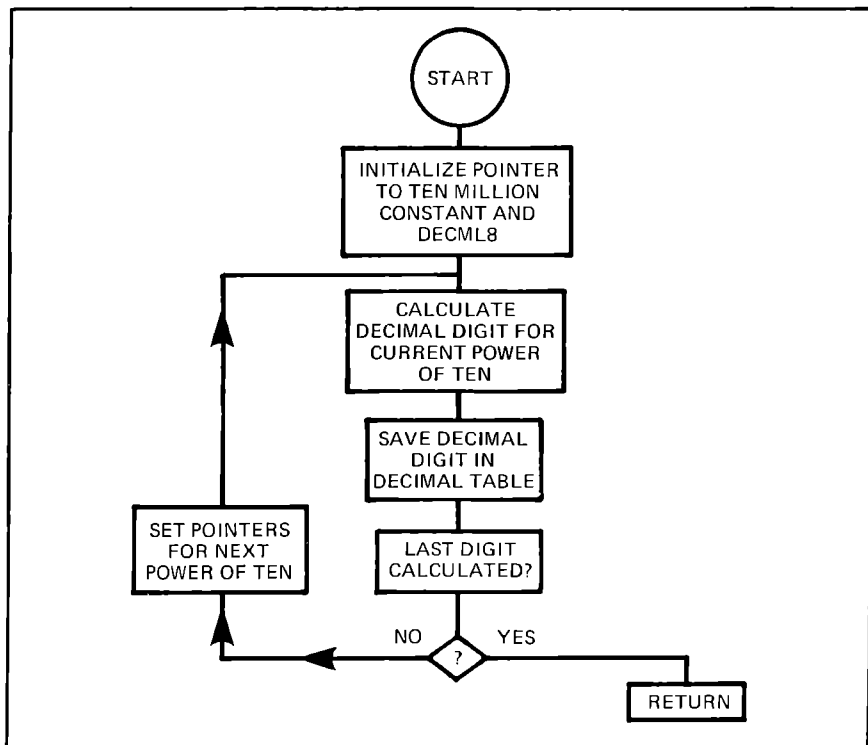 START
INITIALIZE POINTER
TO TEN MILLION
CONSTANT AND
DECML8
CALCULATE
DECIMAL DIGIT FOR
CURRENT POWER
OF TEN
SAVE DECIMAL
DIGIT IN
DECIMAL TABLE
SET POINTERS
FOR NEXT
POWER OF TEN
LAST DIGIT
CALCULATED?
NO
?
YES
RETURN